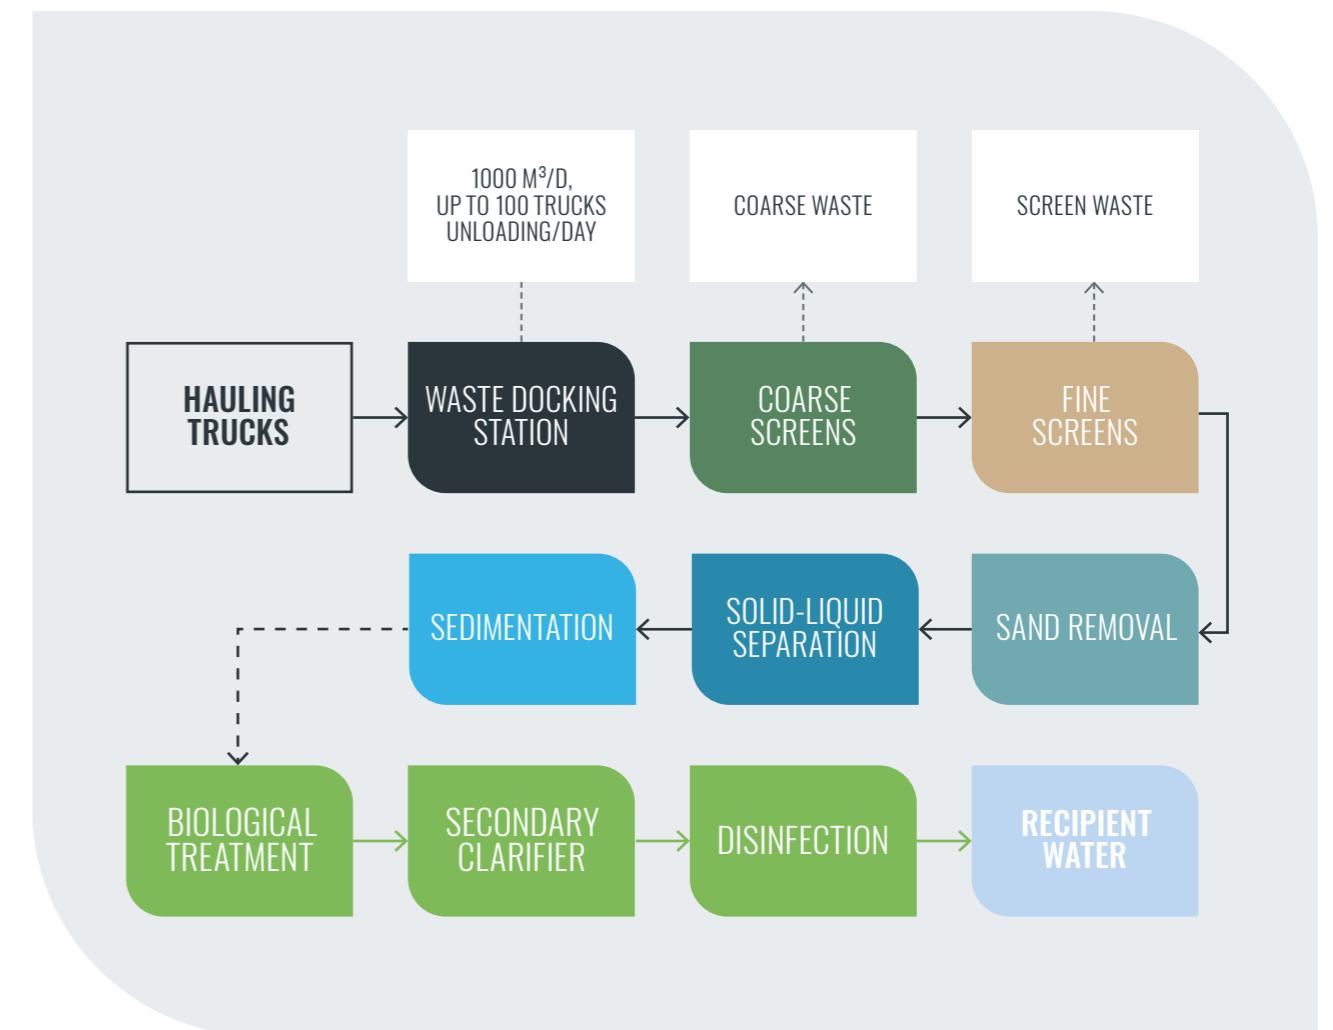 1000 M³/D,
UP TO 100 TRUCKS
UNLOADING/DAY
COARSE WASTE
SCREEN WASTE
HAULING
TRUCKS
WASTE DOCKING
STATION
COARSE
SCREENS
FINE
SCREENS
SEDIMENTATION
SOLID-LIQUID
SEPARATION
SAND REMOVAL
BIOLOGICAL
TREATMENT
SECONDARY
CLARIFIER
DISINFECTION
RECIPIENT
WATER